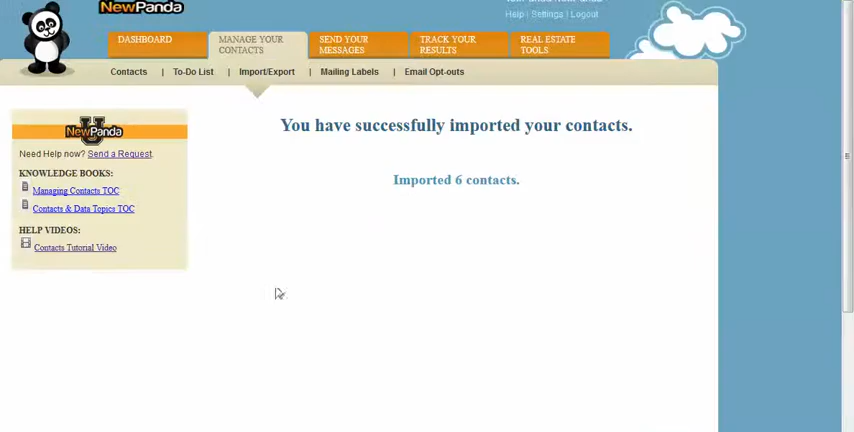 NewPanda
Help | Settings | Logout
DASHBOARD
MANAGE YOUR CONTACTS
SEND YOUR MESSAGES
TRACK YOUR RESULTS
REAL ESTATE TOOLS
Contacts | To-Do List | Import/Export | Mailing Labels | Email Opt-outs
U
NewPanda
Need Help now? Send a Request.
KNOWLEDGE BOOKS:
Managing Contacts TOC
Contacts & Data Topics TOC
HELP VIDEOS:
Contacts Tutorial Video
You have successfully imported your contacts.
Imported 6 contacts.